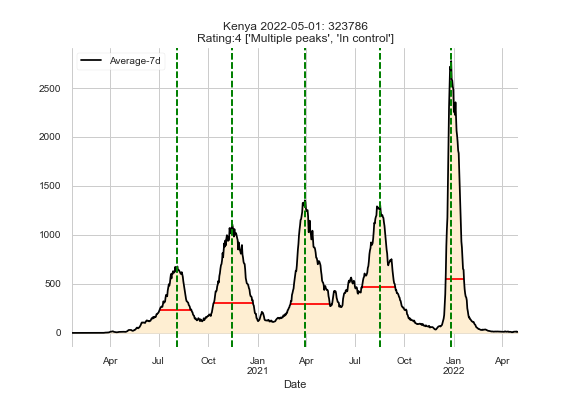 Kenya 2022-05-01: 323786
Rating:4 ['Multiple peaks', 'In control']
Average-7d
2500
2000
1500
1000
500
0
Apr Jul Oct Jan Apr Jul Oct Jan Apr
2021 2022
Date